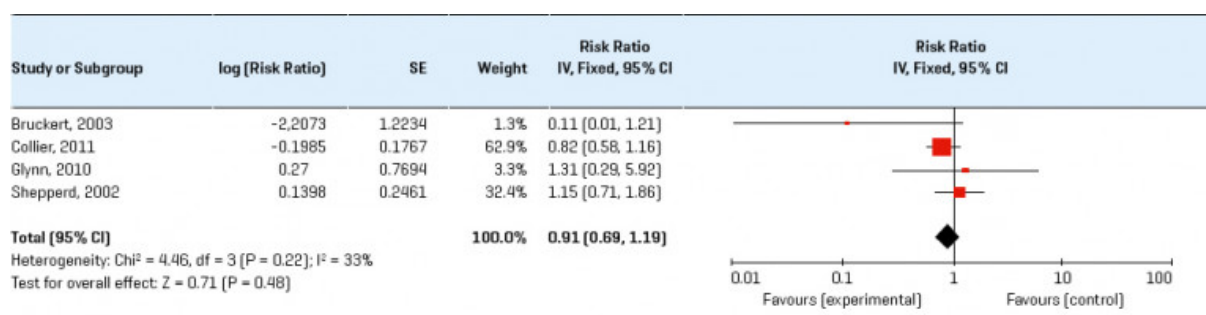 Risk Ratio Risk Ratio
Study or Subgroup log (Risk Ratio) SE Weight IV, Fixed, 95% CI IV, Fixed, 95% CI
Bruckert, 2003 -2,2073 1.2234 1.3% 0.11 (0.01, 1.21)
Collier, 2011 -0.1985 0.1767 62.9% 0.82 (0.58, 1.16)
Glynn, 2010 0.27 0.7694 3.3% 1.31 (0.29, 5.92)
Shepperd, 2002 0.1398 0.2461 32.4% 1.15 (0.71, 1.86)
Total (95% CI) 100.0% 0.91 (0.69, 1.19)
Heterogeneity: Chi² = 4.46, df = 3 (P = 0.22); I² = 33%
Test for overall effect: Z = 0.71 (P = 0.48)
0.01 0.1 1 10 100
Favours (experimental) Favours (control)